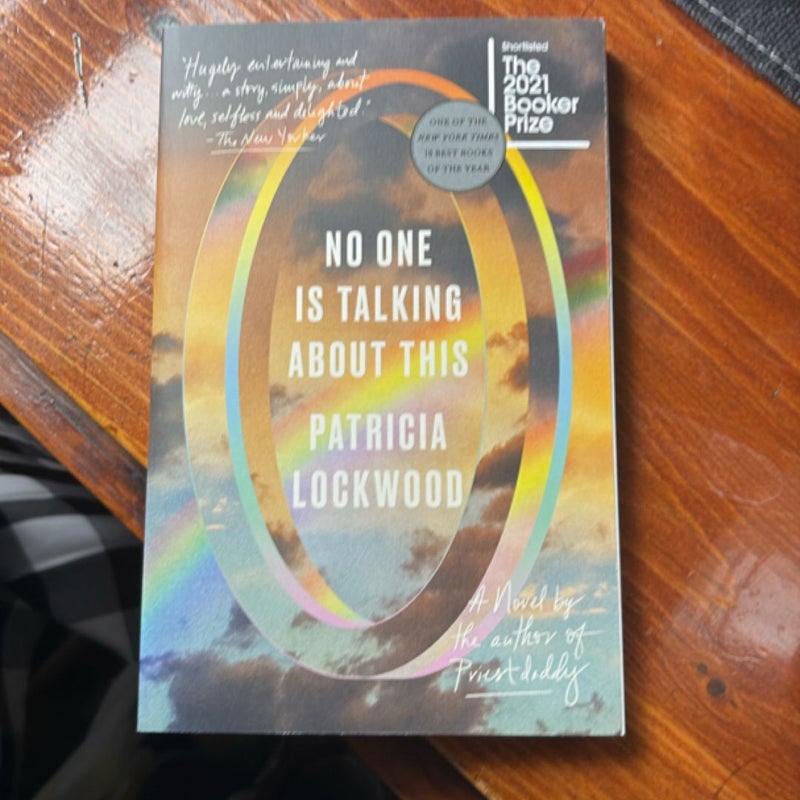 "Hugely entertaining and
witty... a story, simply, about
love, selfless and delighted."
-The New Yorker
Shortlisted
The
2021
Booker
Prize
ONE OF THE
NEW YORK TIMES
10 BEST BOOKS
OF THE YEAR
NO ONE
IS TALKING
ABOUT THIS
PATRICIA
LOCKWOOD
A Novel by
the author of
Priestdaddy